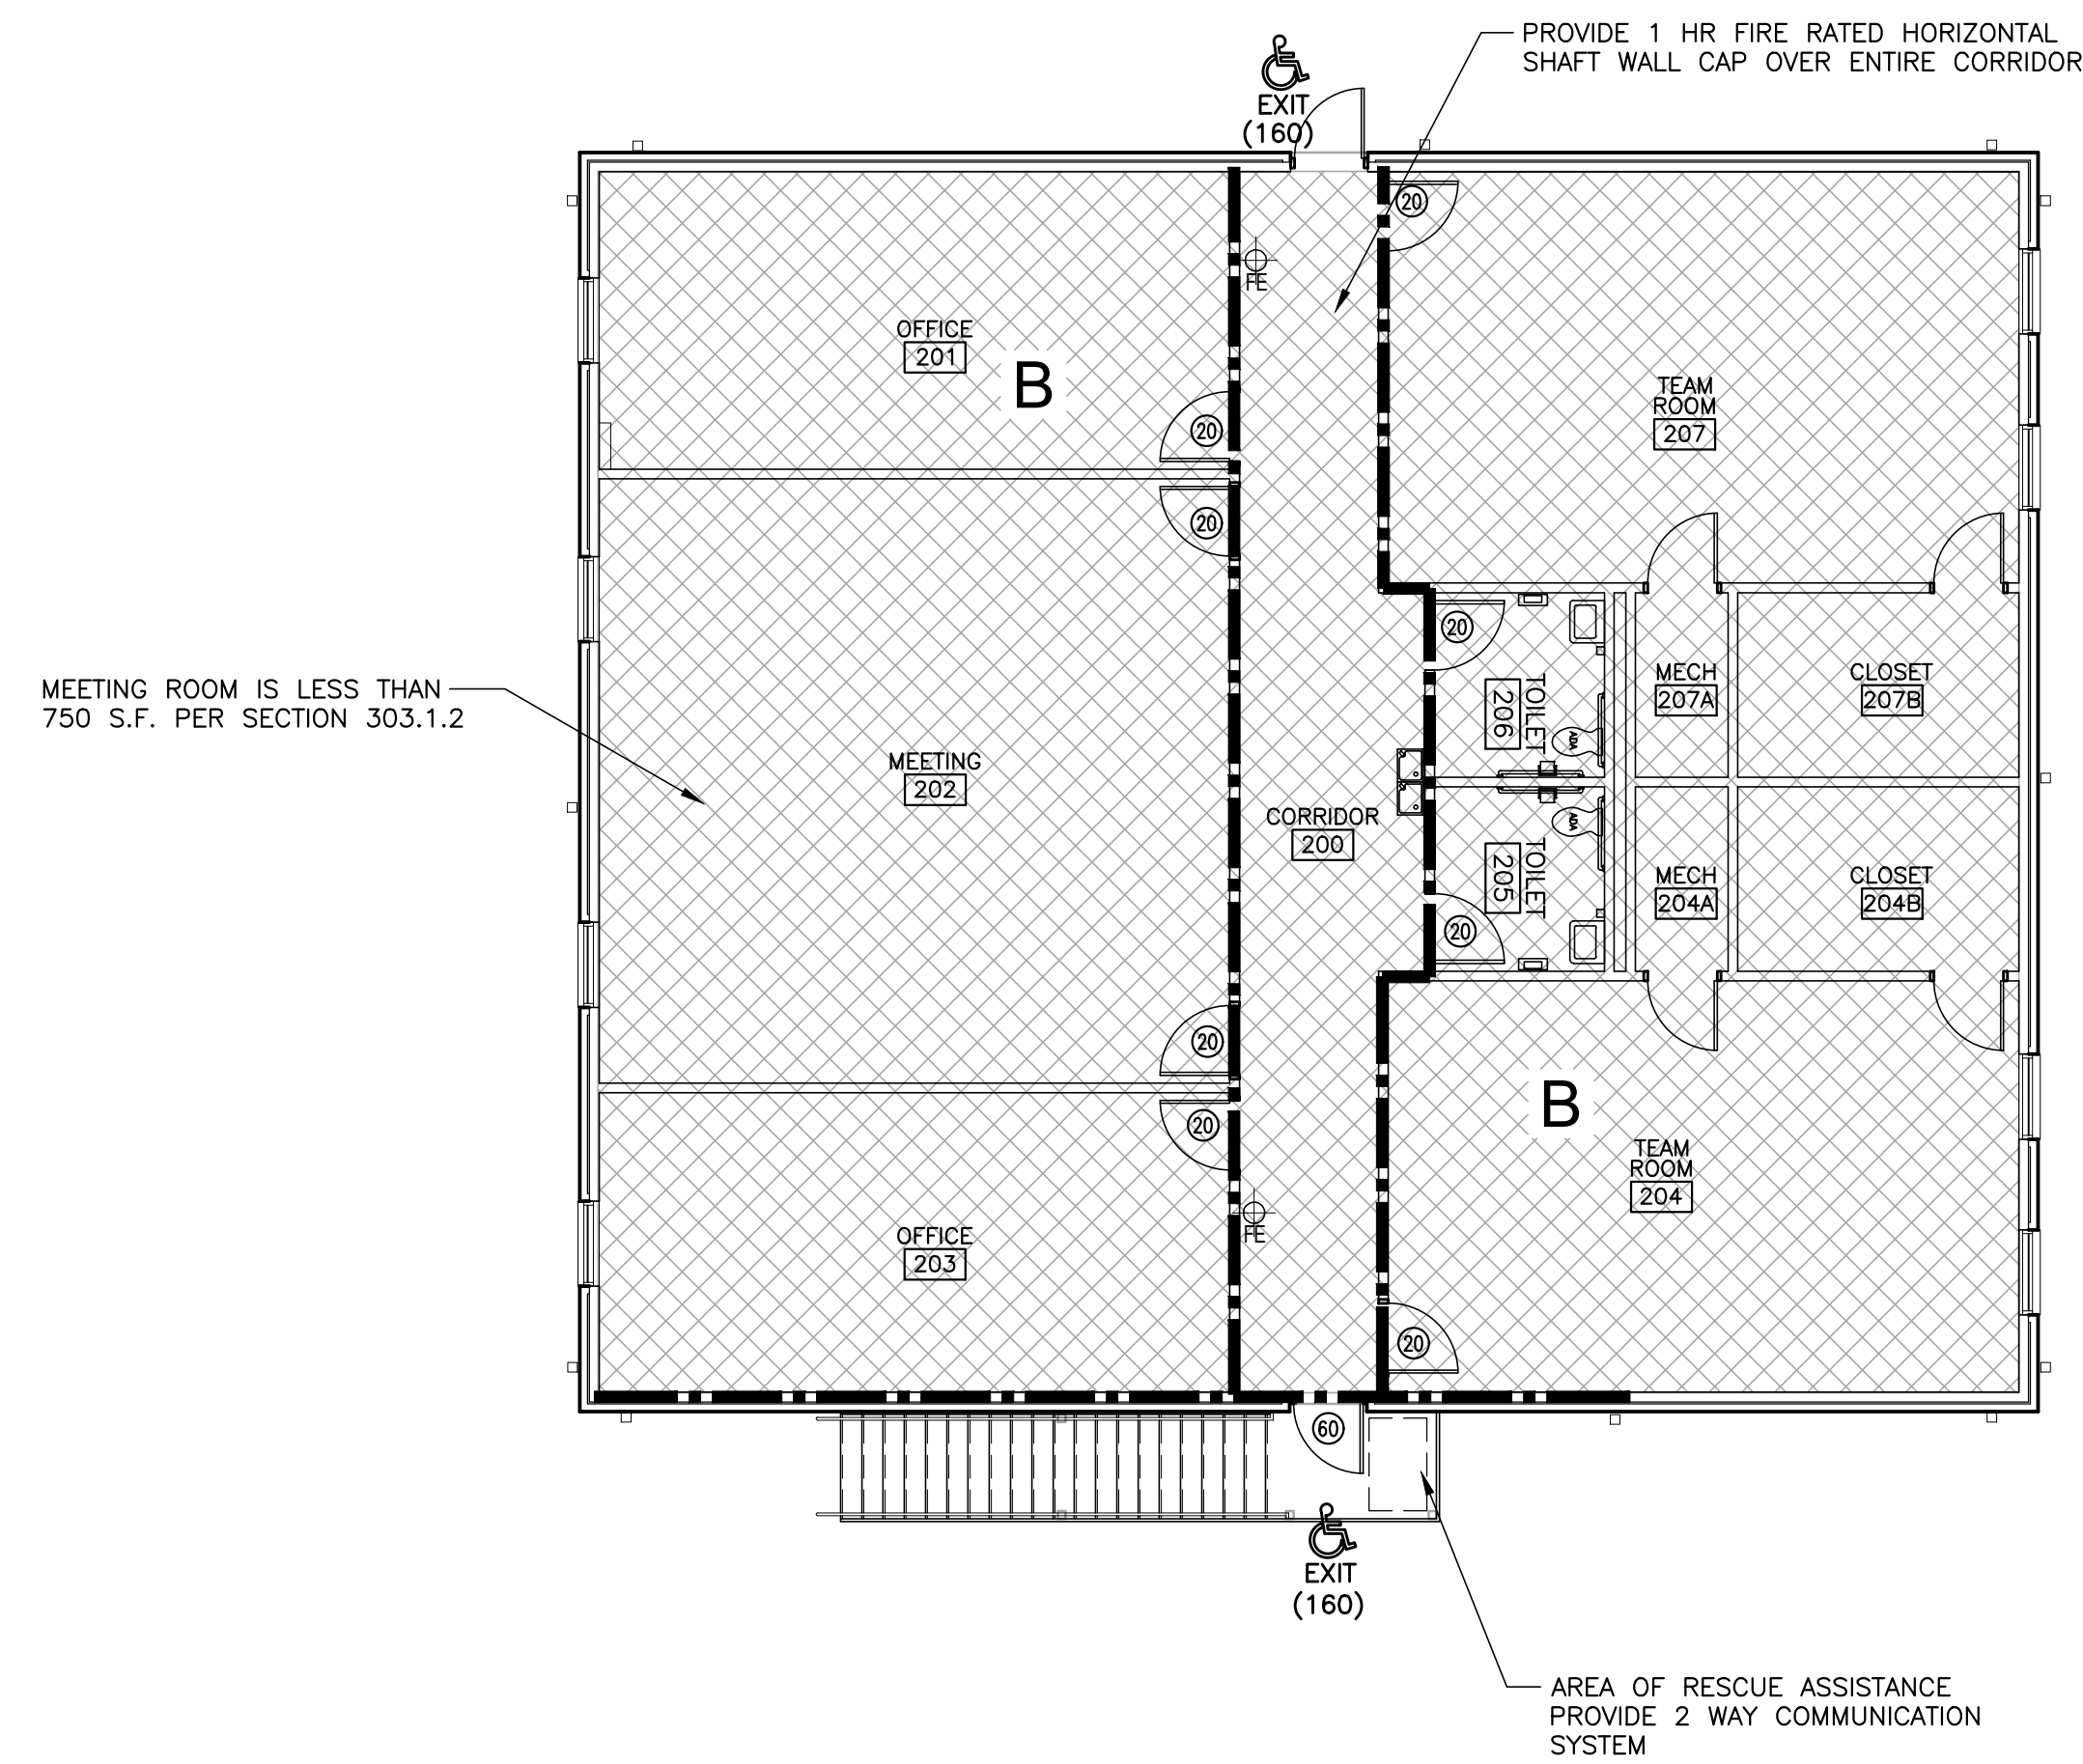 PROVIDE 1 HR FIRE RATED HORIZONTAL
SHAFT WALL CAP OVER ENTIRE CORRIDOR
EXIT
(160)
20
FE
OFFICE
201
B
20
TEAM
ROOM
207
20
20
MEETING ROOM IS LESS THAN
750 S.F. PER SECTION 303.1.2
TOILET
206
MECH
207A
CLOSET
207B
ADA
MEETING
202
CORRIDOR
200
ADA
TOILET
205
MECH
204A
CLOSET
204B
20
20
20
B
TEAM
ROOM
204
FE
OFFICE
203
20
60
EXIT
(160)
AREA OF RESCUE ASSISTANCE
PROVIDE 2 WAY COMMUNICATION
SYSTEM